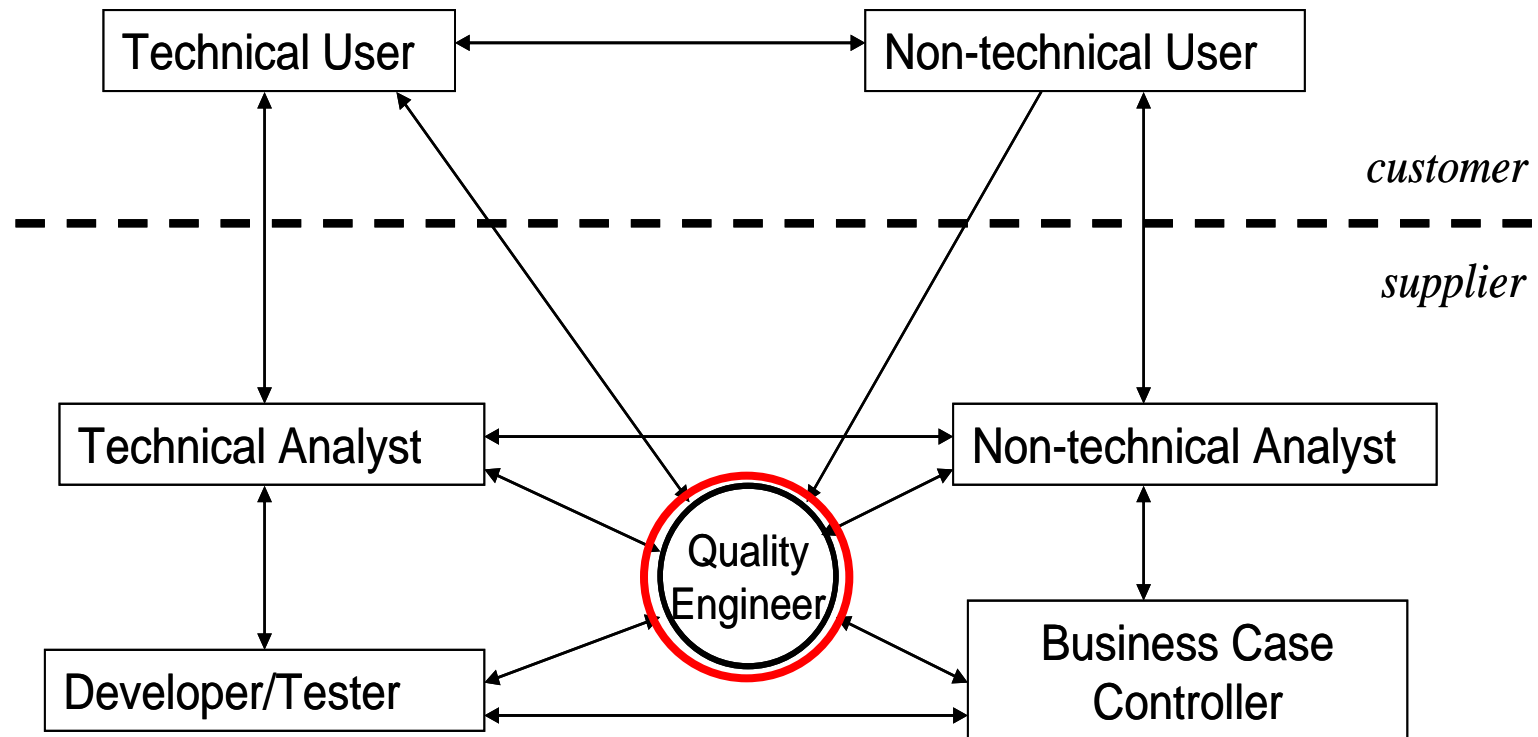 Technical User
Non-technical User
customer
supplier
Technical Analyst
Non-technical Analyst
Quality
Engineer
Business Case
Controller
Developer/Tester